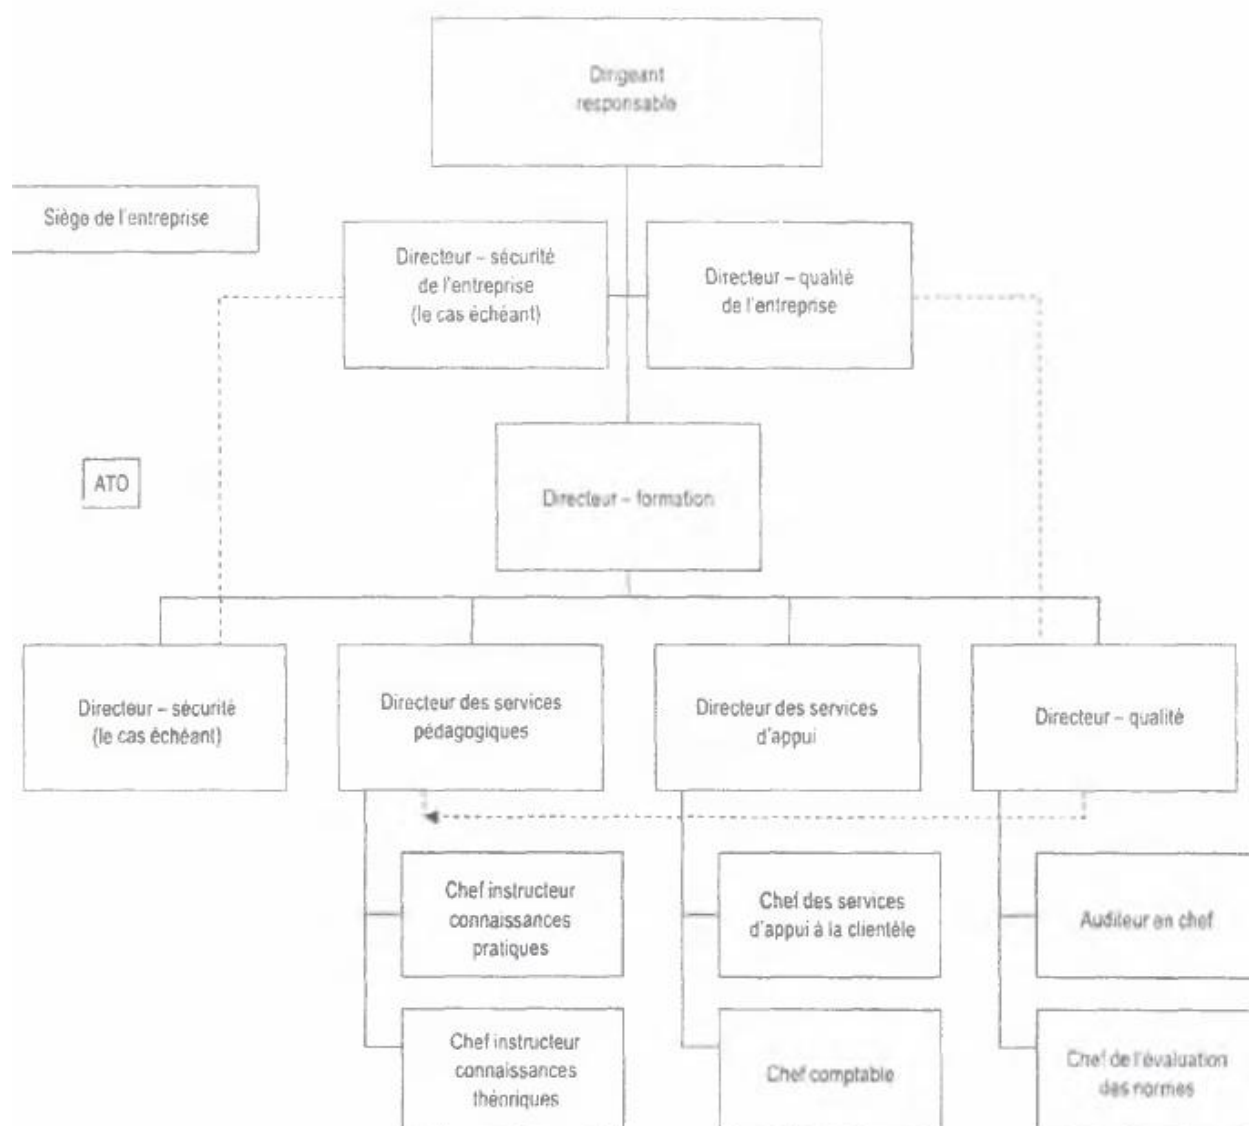 Dirigeant
responsable
Siège de l'entreprise
Directeur – sécurité
de l'entreprise
(le cas échéant)
Directeur – qualité
de l'entreprise
ATO
Directeur – formation
Directeur – sécurité
(le cas échéant)
Directeur des services
pédagogiques
Directeur des services
d'appui
Directeur – qualité
Chef instructeur
connaissances
pratiques
Chef des services
d'appui à la clientèle
Auditeur en chef
Chef instructeur
connaissances
théoriques
Chef comptable
Chef de l'évaluation
des normes